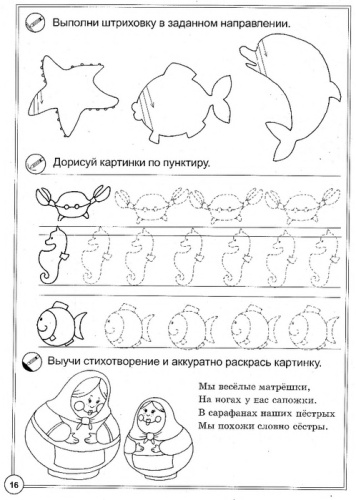 Выполни штриховку в заданном направлении.
Дорисуй картинки по пунктиру.
Выучи стихотворение и аккуратно раскрась картинку.
Мы весёлые матрёшки,
На ногах у нас сапожки.
В сарафанах наших пёстрых
Мы похожи словно сёстры.
16